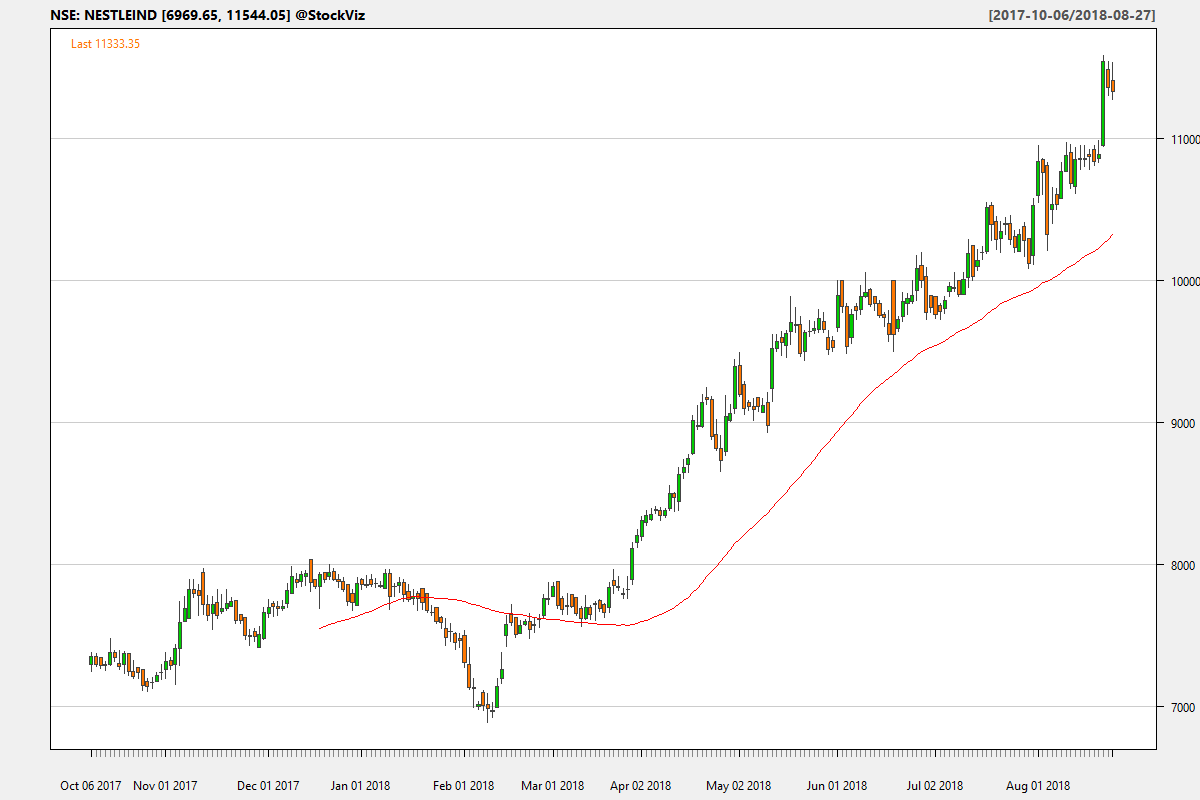 NSE: NESTLEIND [6969.65, 11544.05] @StockViz [2017-10-06/2018-08-27]
Last 11333.35
11000
10000
9000
8000
7000
Oct 06 2017 Nov 01 2017 Dec 01 2017 Jan 01 2018 Feb 01 2018 Mar 01 2018 Apr 02 2018 May 02 2018 Jun 01 2018 Jul 02 2018 Aug 01 2018